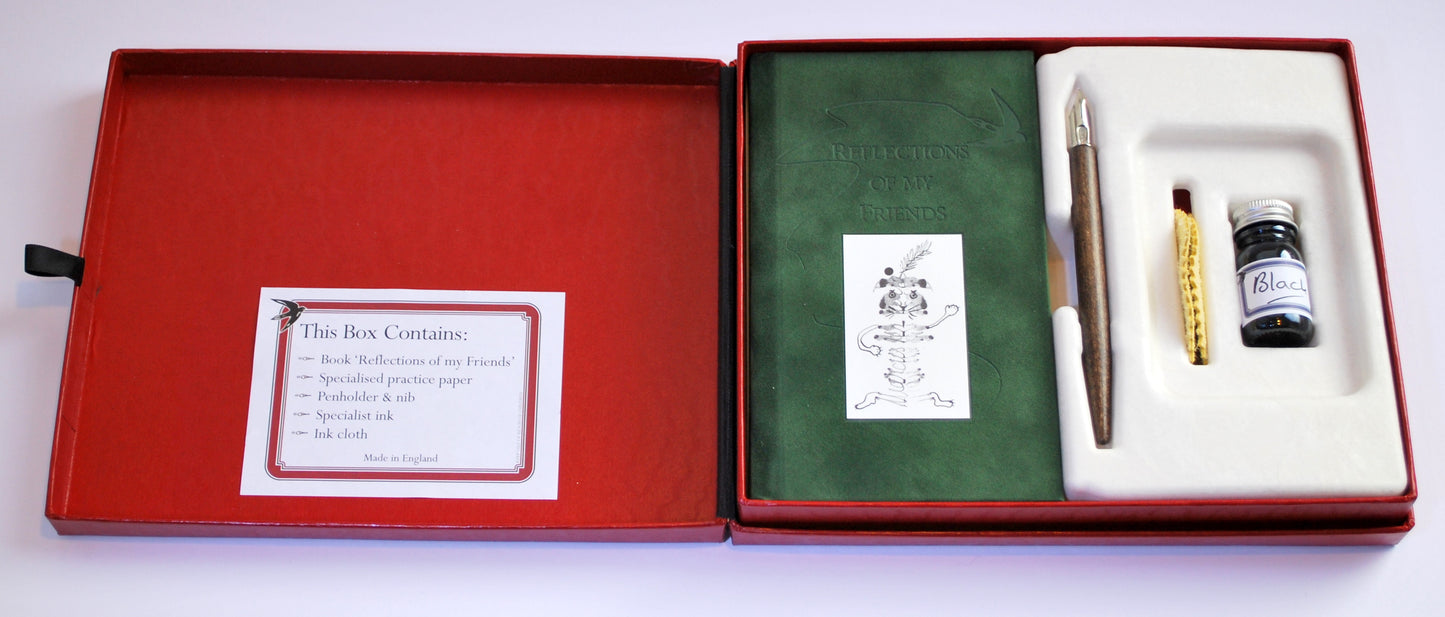 This Box Contains:
Book 'Reflections of my Friends'
Specialised practice paper
Penholder & nib
Specialist ink
Ink cloth
Made in England
REFLECTIONS
OF MY
FRIENDS
Black